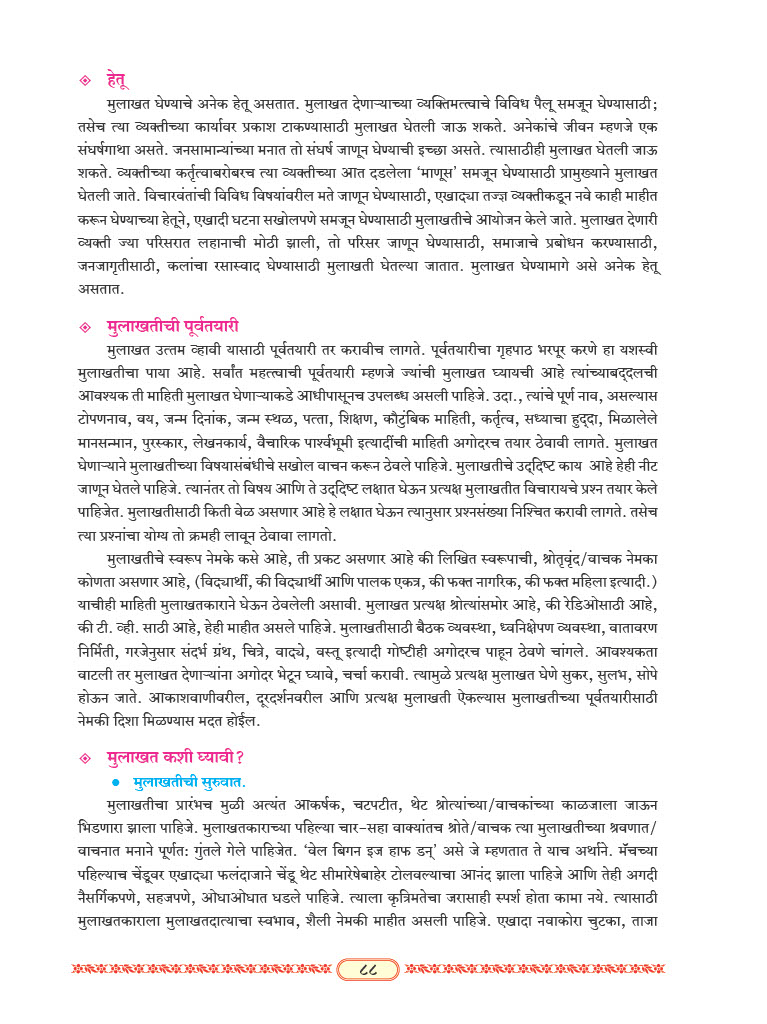 हेतू
मुलाखत घेण्याचे अनेक हेतू असतात. मुलाखत देणाऱ्याच्या व्यक्तिमत्त्वाचे विविध पैलू समजून घेण्यासाठी;
तसेच त्या व्यक्तीच्या कार्यावर प्रकाश टाकण्यासाठी मुलाखत घेतली जाऊ शकते. अनेकांचे जीवन म्हणजे एक
संघर्षगाथा असते. जनसामान्यांच्या मनात तो संघर्ष जाणून घेण्याची इच्छा असते. त्यासाठीही मुलाखत घेतली जाऊ
शकते. व्यक्तीच्या कर्तृत्वाबरोबरच त्या व्यक्तीच्या आत दडलेला ‘माणूस’ समजून घेण्यासाठी प्रामुख्याने मुलाखत
घेतली जाते. विचारवंतांची विविध विषयांवरील मते जाणून घेण्यासाठी, एखाद्या तज्ज्ञ व्यक्तीकडून नवे काही माहीत
करून घेण्याच्या हेतूने, एखादी घटना सखोलपणे समजून घेण्यासाठी मुलाखतीचे आयोजन केले जाते. मुलाखत देणारी
व्यक्ती ज्या परिसरात लहानाची मोठी झाली, तो परिसर जाणून घेण्यासाठी, समाजाचे प्रबोधन करण्यासाठी,
जनजागृतीसाठी, कलांचा रसास्वाद घेण्यासाठी मुलाखती घेतल्या जातात. मुलाखत घेण्यामागे असे अनेक हेतू
असतात.
मुलाखतीची पूर्वतयारी
मुलाखत उत्तम व्हावी यासाठी पूर्वतयारी तर करावीच लागते. पूर्वतयारीचा गृहपाठ भरपूर करणे हा यशस्वी
मुलाखतीचा पाया आहे. सर्वांत महत्त्वाची पूर्वतयारी म्हणजे ज्यांची मुलाखत घ्यायची आहे त्यांच्याबद्दलची
आवश्यक ती माहिती मुलाखत घेणाऱ्याकडे आधीपासूनच उपलब्ध असली पाहिजे. उदा., त्यांचे पूर्ण नाव, असल्यास
टोपणनाव, वय, जन्म दिनांक, जन्म स्थळ, पत्ता, शिक्षण, कौटुंबिक माहिती, कर्तृत्व, सध्याचा हुद्दा, मिळालेले
मानसन्मान, पुरस्कार, लेखनकार्य, वैचारिक पार्श्वभूमी इत्यादींची माहिती अगोदरच तयार ठेवावी लागते. मुलाखत
घेणाऱ्याने मुलाखतीच्या विषयासंबंधीचे सखोल वाचन करून ठेवले पाहिजे. मुलाखतीचे उद्दिष्ट काय आहे हेही नीट
जाणून घेतले पाहिजे. त्यानंतर तो विषय आणि ते उद्दिष्ट लक्षात घेऊन प्रत्यक्ष मुलाखतीत विचारायचे प्रश्न तयार केले
पाहिजेत. मुलाखतीसाठी किती वेळ असणार आहे हे लक्षात घेऊन त्यानुसार प्रश्नसंख्या निश्चित करावी लागते. तसेच
त्या प्रश्नांचा योग्य तो क्रमही लावून ठेवावा लागतो.
मुलाखतीचे स्वरूप नेमके कसे आहे, ती प्रकट असणार आहे की लिखित स्वरूपाची, श्रोतृवृंद/वाचक नेमका
कोणता असणार आहे, (विद्यार्थी, की विद्यार्थी आणि पालक एकत्र, की फक्त नागरिक, की फक्त महिला इत्यादी.)
याचीही माहिती मुलाखतकाराने घेऊन ठेवलेली असावी. मुलाखत प्रत्यक्ष श्रोत्यांसमोर आहे, की रेडिओसाठी आहे,
की टी. व्ही. साठी आहे, हेही माहीत असले पाहिजे. मुलाखतीसाठी बैठक व्यवस्था, ध्वनिक्षेपण व्यवस्था, वातावरण
निर्मिती, गरजेनुसार संदर्भ ग्रंथ, चित्रे, वाद्ये, वस्तू इत्यादी गोष्टीही अगोदरच पाहून ठेवणे चांगले. आवश्यकता
वाटली तर मुलाखत देणाऱ्यांना अगोदर भेटून घ्यावे, चर्चा करावी. त्यामुळे प्रत्यक्ष मुलाखत घेणे सुकर, सुलभ, सोपे
होऊन जाते. आकाशवाणीवरील, दूरदर्शनवरील आणि प्रत्यक्ष मुलाखती ऐकल्यास मुलाखतीच्या पूर्वतयारीसाठी
नेमकी दिशा मिळण्यास मदत होईल.
मुलाखत कशी घ्यावी?
• मुलाखतीची सुरुवात.
मुलाखतीचा प्रारंभच मुळी अत्यंत आकर्षक, चटपटीत, थेट श्रोत्यांच्या/वाचकांच्या काळजाला जाऊन
भिडणारा झाला पाहिजे. मुलाखतकाराच्या पहिल्या चार-सहा वाक्यांतच श्रोते/वाचक त्या मुलाखतीच्या श्रवणात/
वाचनात मनाने पूर्णत: गुंतले गेले पाहिजेत. ‘वेल बिगन इज हाफ डन्’ असे जे म्हणतात ते याच अर्थाने. मॅचच्या
पहिल्याच चेंडूवर एखाद्या फलंदाजाने चेंडू थेट सीमारेषेबाहेर टोलवल्याचा आनंद झाला पाहिजे आणि तेही अगदी
नैसर्गिकपणे, सहजपणे, ओघाओघात घडले पाहिजे. त्याला कृत्रिमतेचा जरासाही स्पर्श होता कामा नये. त्यासाठी
मुलाखतकाराला मुलाखतदात्याचा स्वभाव, शैली नेमकी माहीत असली पाहिजे. एखादा नवाकोरा चुटका, ताजा
८८